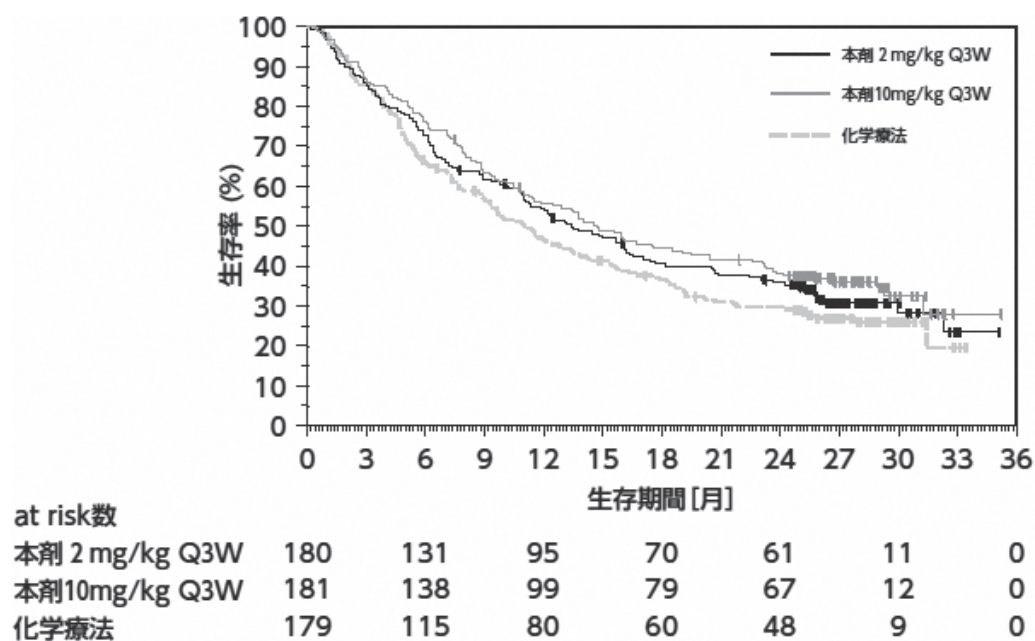 100
90
80
70
60
50
40
30
20
10
0
生存率 (%)
本剤 2 mg/kg Q3W
本剤10mg/kg Q3W
化学療法
0 3 6 9 12 15 18 21 24 27 30 33 36
生存期間 [月]
at risk数
本剤 2 mg/kg Q3W 180 131 95 70 61 11 0
本剤10mg/kg Q3W 181 138 99 79 67 12 0
化学療法 179 115 80 60 48 9 0